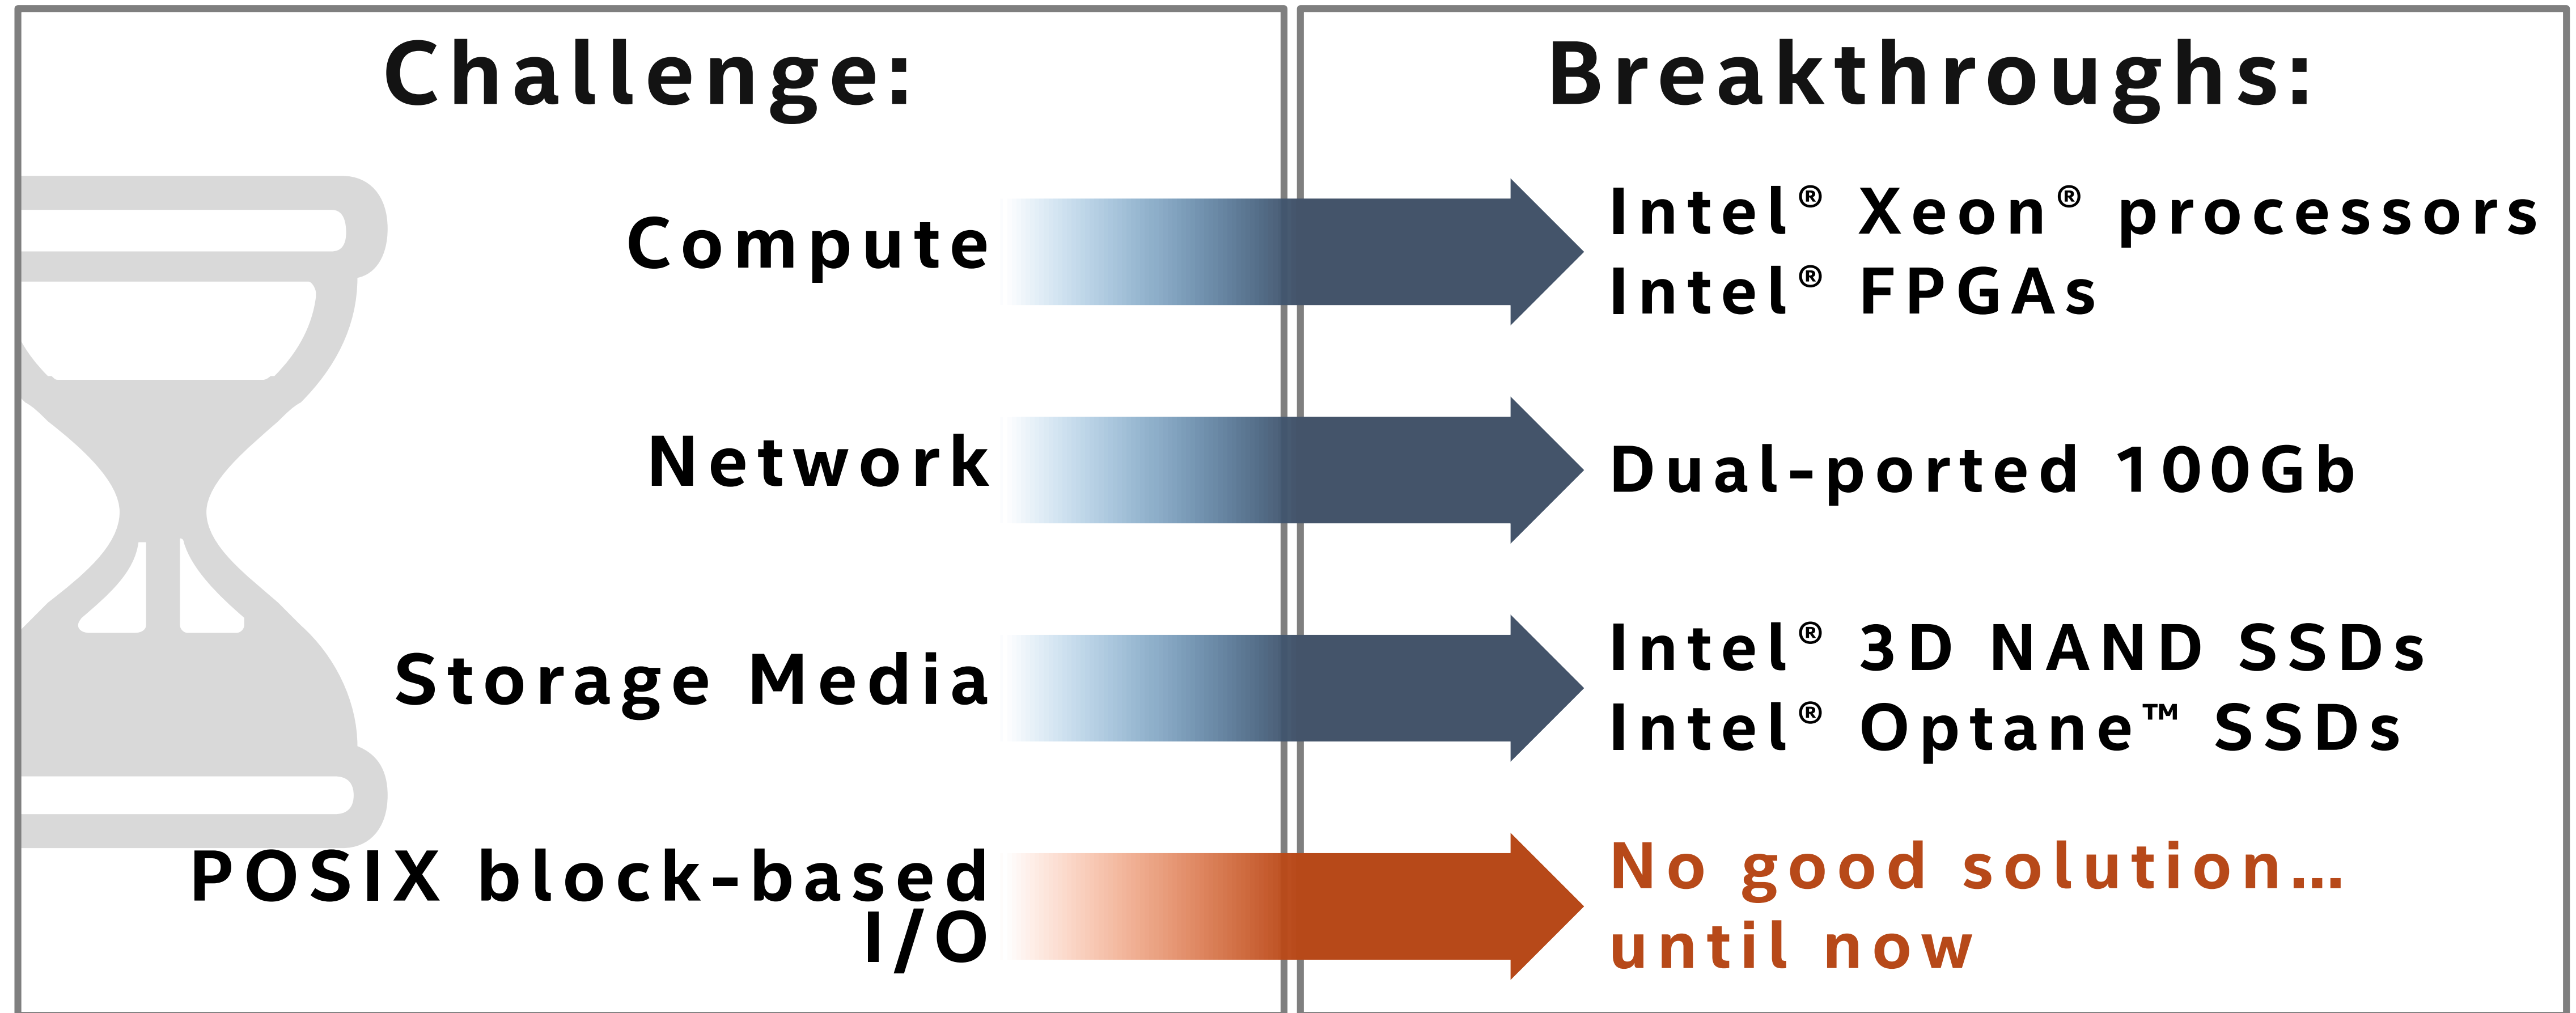 Challenge:
Breakthroughs:
Compute
Intel® Xeon® processors
Intel® FPGAs
Network
Dual-ported 100Gb
Storage Media
Intel® 3D NAND SSDs
Intel® Optane™ SSDs
POSIX block-based
I/O
No good solution…
until now